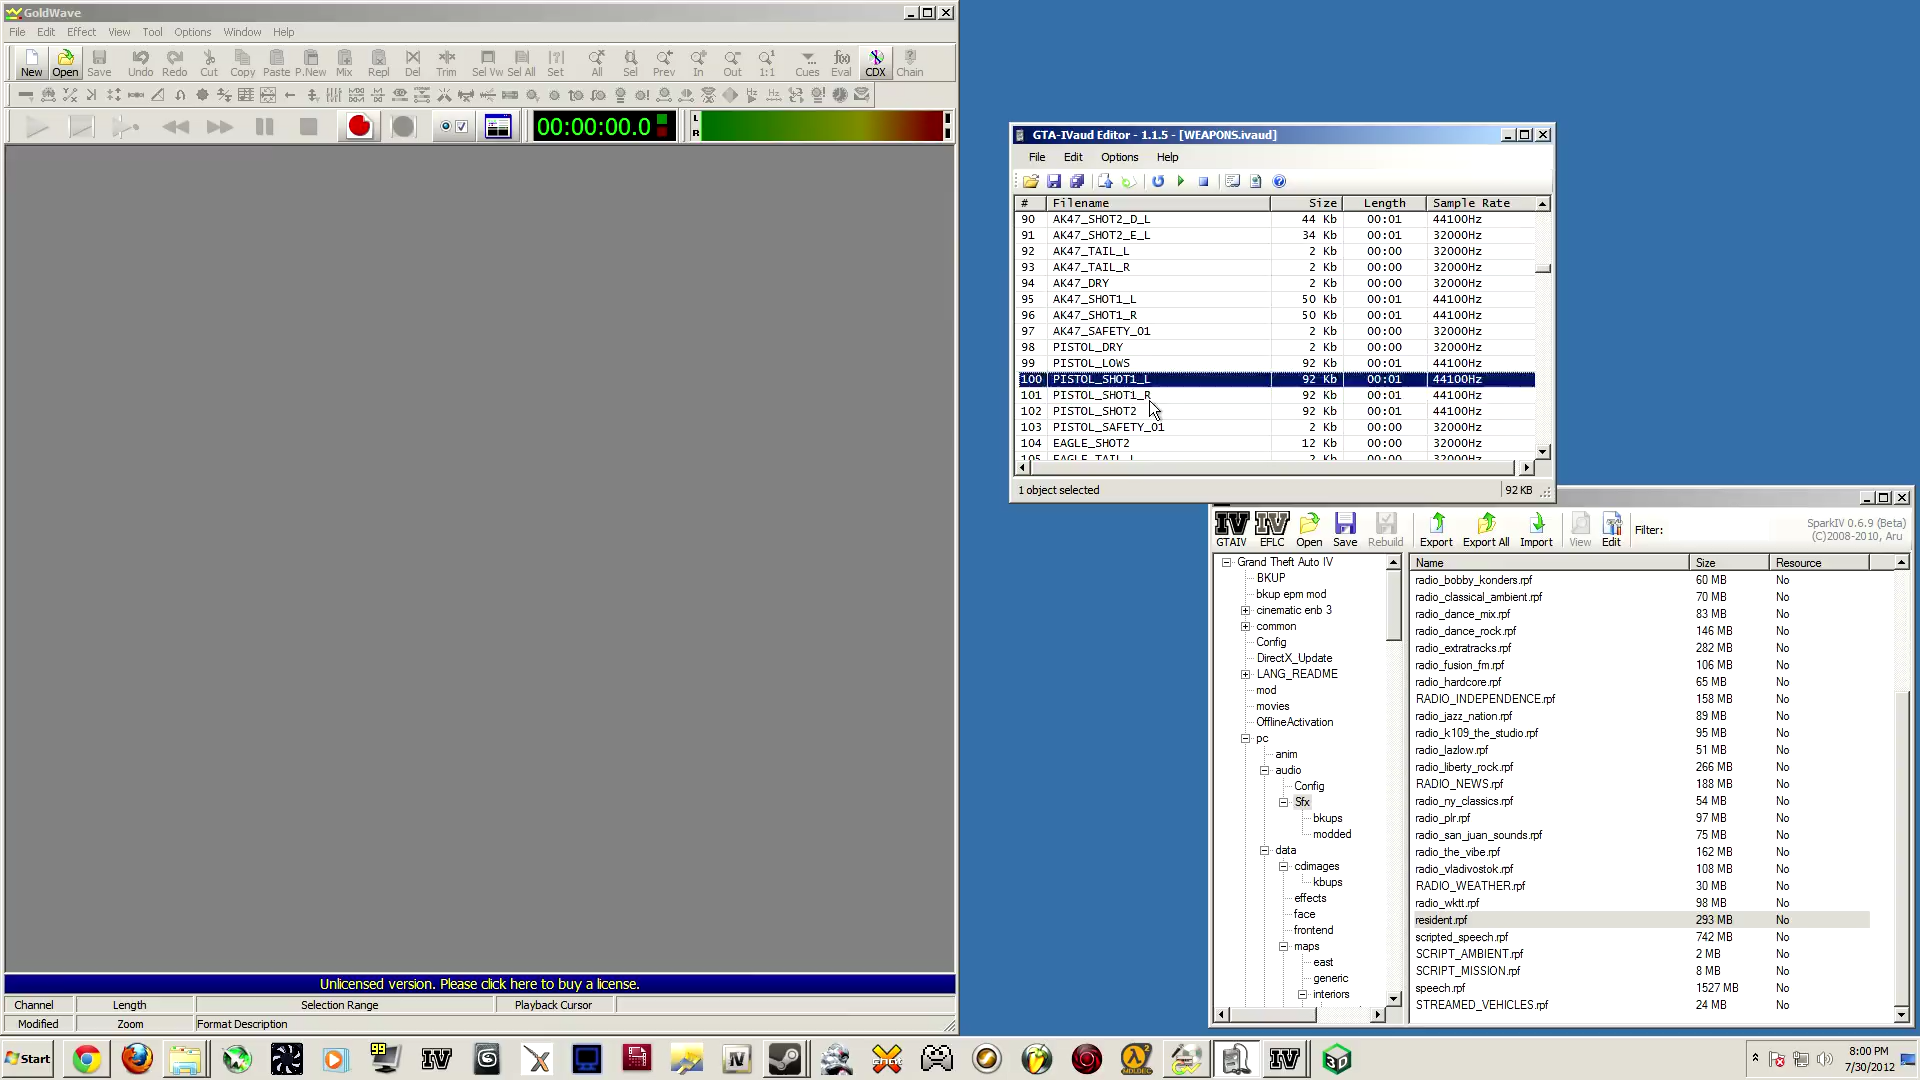 GoldWave
File Edit Effect View Tool Options Window Help
New Open Save Undo Redo Cut Copy Paste P.New Mix Repl Del Trim Sel Vw Sel All Set All Sel Prev In Out 1:1 Cues Eval CDX Chain
00:00:00.0
L
R
Unlicensed version. Please click here to buy a license.
Channel Length Selection Range Playback Cursor
Modified Zoom Format Description
GTA-IVaud Editor - 1.1.5 - [WEAPONS.ivaud]
File Edit Options Help
# Filename Size Length Sample Rate
90 AK47_SHOT2_D_L 44 Kb 00:01 44100Hz
91 AK47_SHOT2_E_L 34 Kb 00:01 32000Hz
92 AK47_TAIL_L 2 Kb 00:00 32000Hz
93 AK47_TAIL_R 2 Kb 00:00 32000Hz
94 AK47_DRY 2 Kb 00:00 32000Hz
95 AK47_SHOT1_L 50 Kb 00:01 44100Hz
96 AK47_SHOT1_R 50 Kb 00:01 44100Hz
97 AK47_SAFETY_01 2 Kb 00:00 32000Hz
98 PISTOL_DRY 2 Kb 00:00 32000Hz
99 PISTOL_LOWS 92 Kb 00:01 44100Hz
100 PISTOL_SHOT1_L 92 Kb 00:01 44100Hz
101 PISTOL_SHOT1_R 92 Kb 00:01 44100Hz
102 PISTOL_SHOT2 92 Kb 00:01 44100Hz
103 PISTOL_SAFETY_01 2 Kb 00:00 32000Hz
104 EAGLE_SHOT2 12 Kb 00:00 32000Hz
105 EAGLE_TAIL_L 2 Kb 00:00 32000Hz
1 object selected 92 KB
GTAIV EFLC Open Save Rebuild Export Export All Import View Edit Filter:
SparkIV 0.6.9 (Beta)
(C)2008-2010, Aru
Grand Theft Auto IV
BKUP
bkup epm mod
cinematic enb 3
common
Config
DirectX_Update
LANG_README
mod
movies
OfflineActivation
pc
anim
audio
Config
Sfx
bkups
modded
data
cdimages
kbups
effects
face
frontend
maps
east
generic
interiors
Name Size Resource
radio_bobby_konders.rpf 60 MB No
radio_classical_ambient.rpf 70 MB No
radio_dance_mix.rpf 83 MB No
radio_dance_rock.rpf 146 MB No
radio_extratracks.rpf 282 MB No
radio_fusion_fm.rpf 106 MB No
radio_hardcore.rpf 65 MB No
RADIO_INDEPENDENCE.rpf 158 MB No
radio_jazz_nation.rpf 89 MB No
radio_k109_the_studio.rpf 95 MB No
radio_lazlow.rpf 51 MB No
radio_liberty_rock.rpf 266 MB No
RADIO_NEWS.rpf 188 MB No
radio_ny_classics.rpf 54 MB No
radio_plr.rpf 97 MB No
radio_san_juan_sounds.rpf 75 MB No
radio_the_vibe.rpf 162 MB No
radio_vladivostok.rpf 108 MB No
RADIO_WEATHER.rpf 30 MB No
radio_wktt.rpf 98 MB No
resident.rpf 293 MB No
scripted_speech.rpf 742 MB No
SCRIPT_AMBIENT.rpf 2 MB No
SCRIPT_MISSION.rpf 8 MB No
speech.rpf 1527 MB No
STREAMED_VEHICLES.rpf 24 MB No
Start
99
IV
8:00 PM
7/30/2012